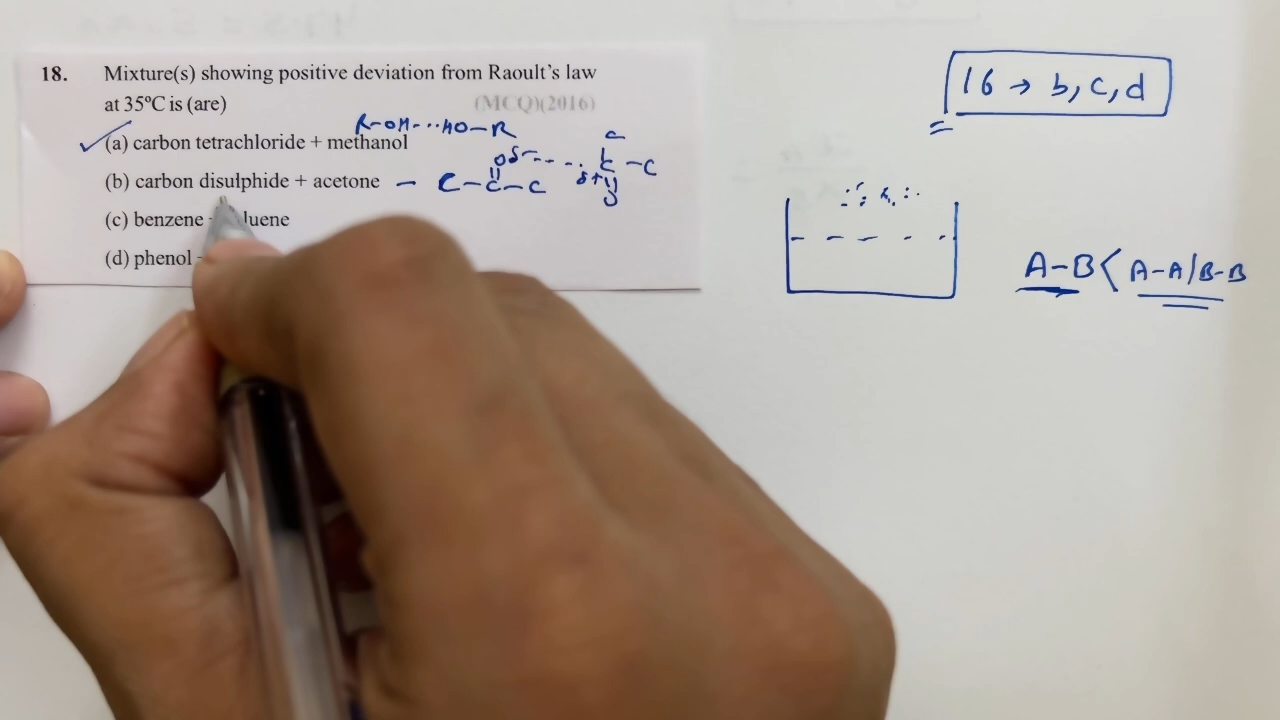 18. Mixture(s) showing positive deviation from Raoult's law
at 35ºC is (are) (MCQ)(2016)
R-OH---HO-R
(a) carbon tetrachloride + methanol
(b) carbon disulphide + acetone
(c) benzene
(d) phenol
16 → b, c, d
A-B < A-A/B-B